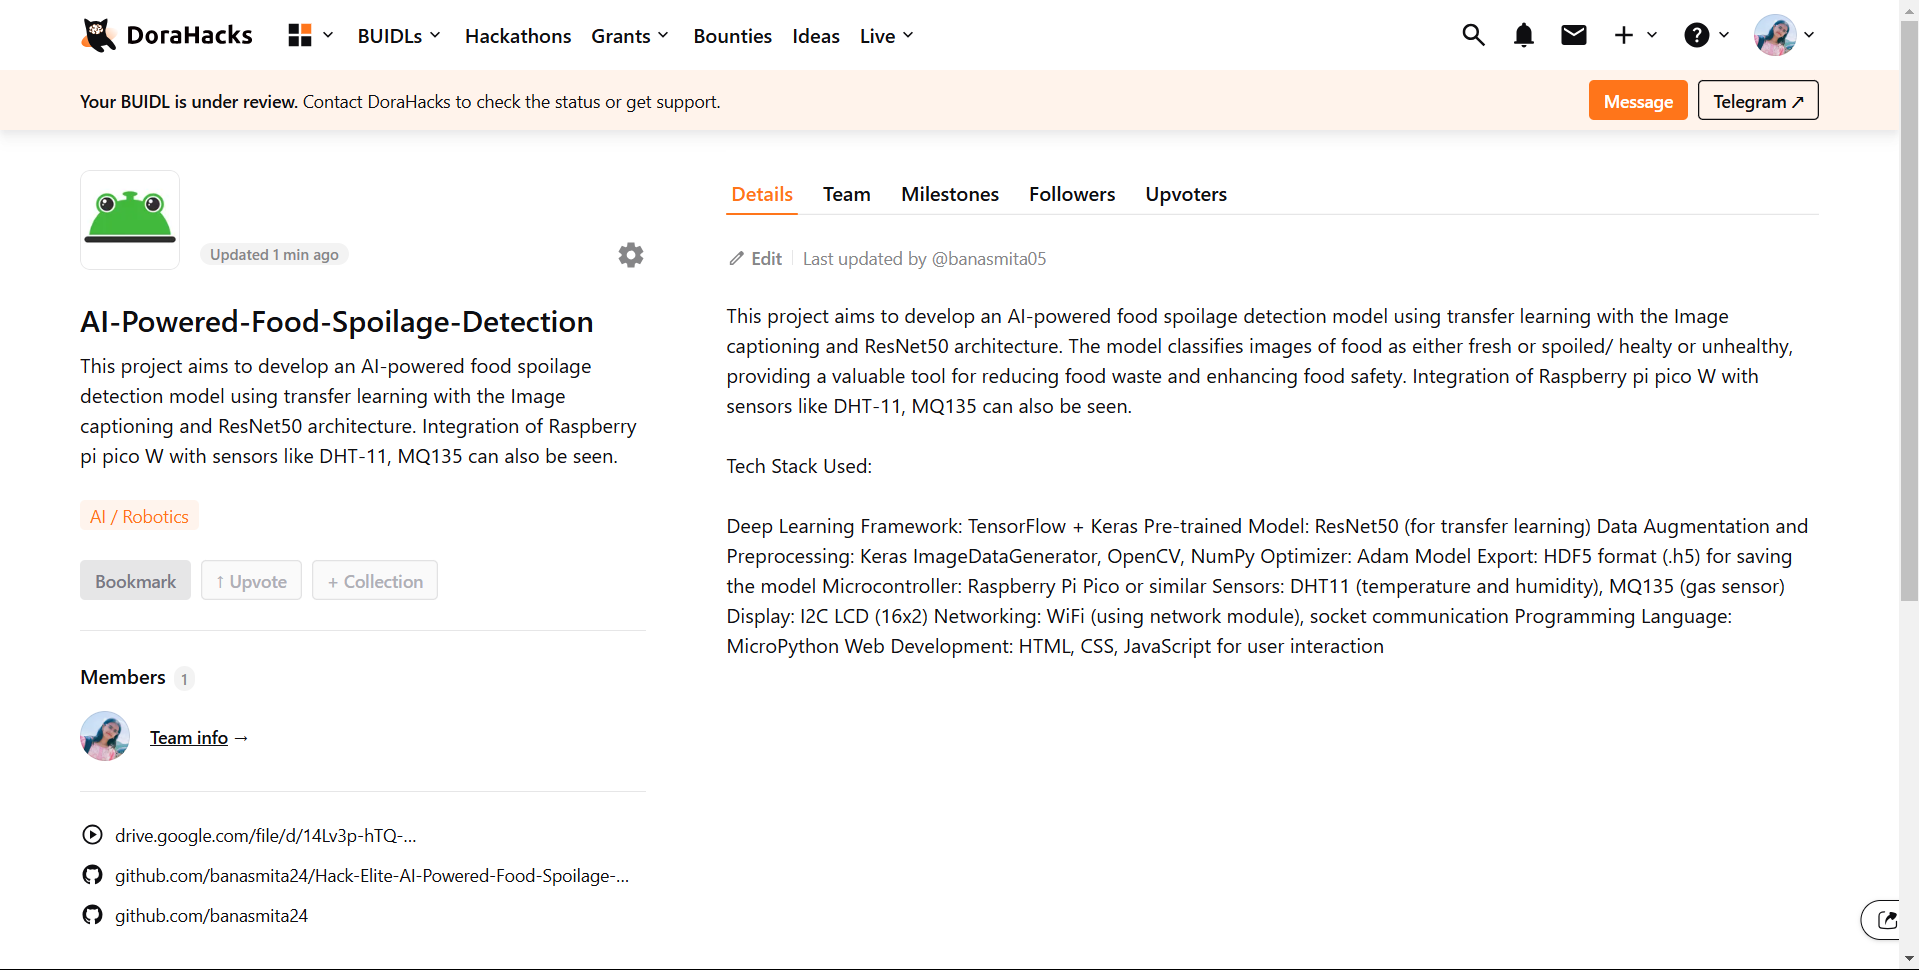 DoraHacks
BUIDLs
Hackathons
Grants
Bounties
Ideas
Live
Your BUIDL is under review. Contact DoraHacks to check the status or get support.
Message
Telegram ↗
Updated 1 min ago
AI-Powered-Food-Spoilage-Detection
This project aims to develop an AI-powered food spoilage
detection model using transfer learning with the Image
captioning and ResNet50 architecture. Integration of Raspberry
pi pico W with sensors like DHT-11, MQ135 can also be seen.
AI / Robotics
Bookmark
↑ Upvote
+ Collection
Members 1
Team info →
drive.google.com/file/d/14Lv3p-hTQ-...
github.com/banasmita24/Hack-Elite-AI-Powered-Food-Spoilage-...
github.com/banasmita24
Details
Team
Milestones
Followers
Upvoters
Edit
Last updated by @banasmita05
This project aims to develop an AI-powered food spoilage detection model using transfer learning with the Image
captioning and ResNet50 architecture. The model classifies images of food as either fresh or spoiled/ healty or unhealthy,
providing a valuable tool for reducing food waste and enhancing food safety. Integration of Raspberry pi pico W with
sensors like DHT-11, MQ135 can also be seen.
Tech Stack Used:
Deep Learning Framework: TensorFlow + Keras Pre-trained Model: ResNet50 (for transfer learning) Data Augmentation and
Preprocessing: Keras ImageDataGenerator, OpenCV, NumPy Optimizer: Adam Model Export: HDF5 format (.h5) for saving
the model Microcontroller: Raspberry Pi Pico or similar Sensors: DHT11 (temperature and humidity), MQ135 (gas sensor)
Display: I2C LCD (16x2) Networking: WiFi (using network module), socket communication Programming Language:
MicroPython Web Development: HTML, CSS, JavaScript for user interaction